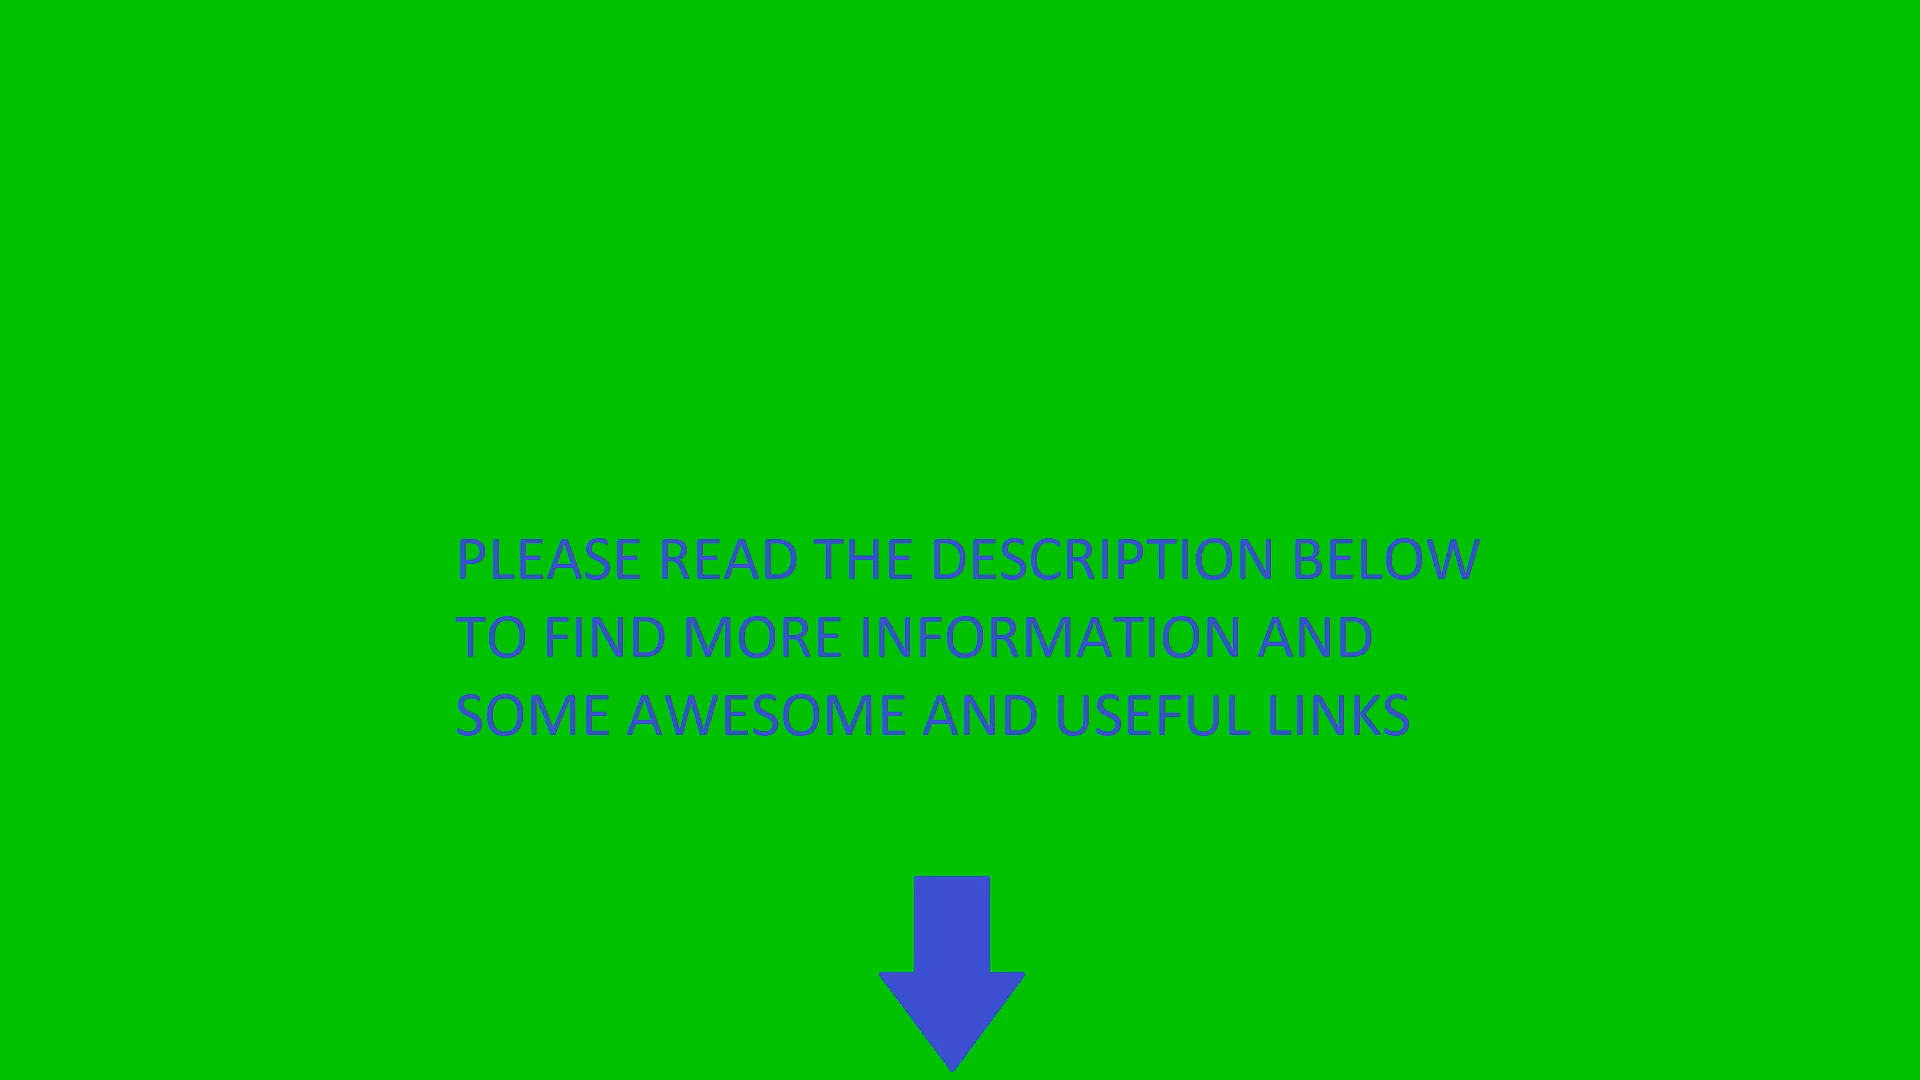 PLEASE READ THE DESCRIPTION BELOW
TO FIND MORE INFORMATION AND
SOME AWESOME AND USEFUL LINKS